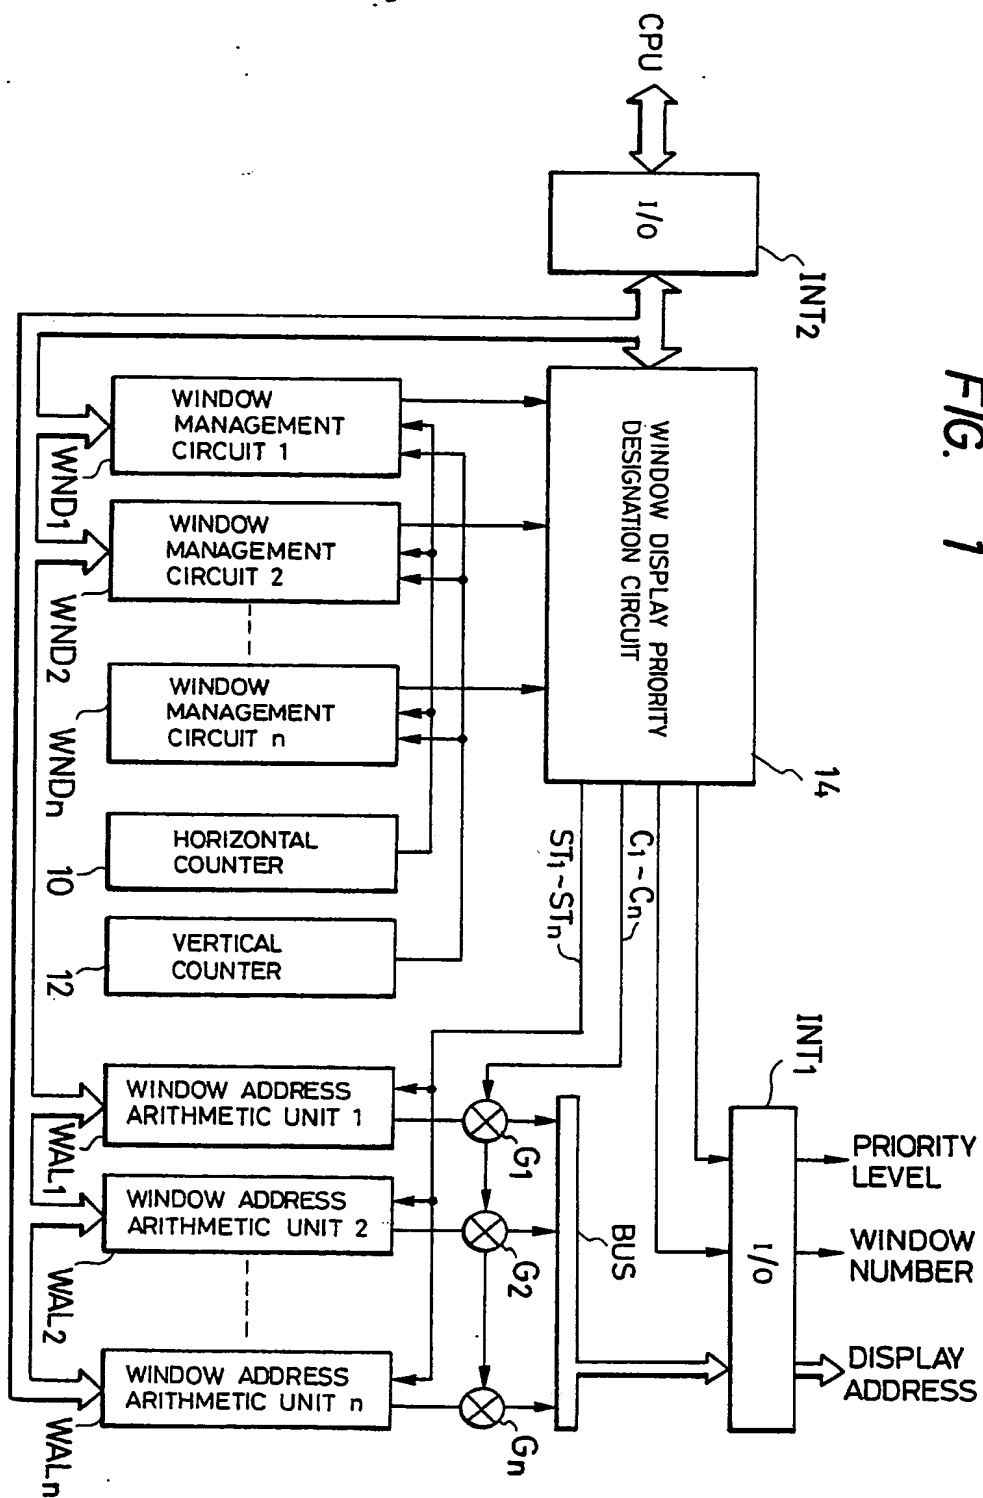 FIG. 1
CPU
I/O
INT2
WINDOW DISPLAY PRIORITY
DESIGNATION CIRCUIT
14
WINDOW
MANAGEMENT
CIRCUIT 1
WND1
WINDOW
MANAGEMENT
CIRCUIT 2
WND2
WINDOW
MANAGEMENT
CIRCUIT n
WNDn
HORIZONTAL
COUNTER
10
VERTICAL
COUNTER
12
ST1~STn
C1~Cn
INT1
I/O
PRIORITY
LEVEL
WINDOW
NUMBER
DISPLAY
ADDRESS
BUS
WINDOW ADDRESS
ARITHMETIC UNIT 1
WAL1
G1
WINDOW ADDRESS
ARITHMETIC UNIT 2
WAL2
G2
WINDOW ADDRESS
ARITHMETIC UNIT n
WALn
Gn